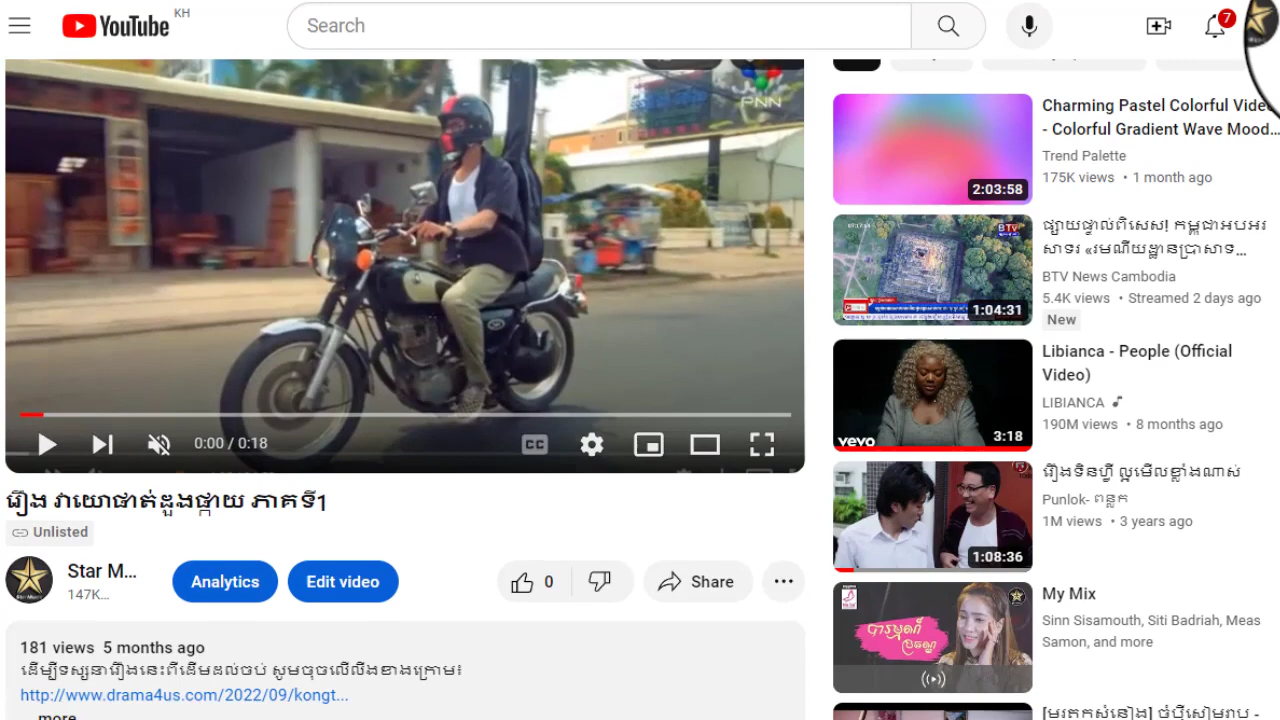 YouTube
KH
Search
7
PNN
0:00 / 0:18
CC
រឿង វាយោផាត់ដួងផ្កាយ ភាគទី1
Unlisted
Star M...
147K...
Analytics
Edit video
0
Share
181 views 5 months ago
ដើម្បីទស្សនារឿងនេះពីដើមដល់ចប់ សូមចុចលើលីងខាងក្រោម៖
http://www.drama4us.com/2022/09/kongt...
...more
2:03:58
Charming Pastel Colorful Vide
- Colorful Gradient Wave Mood...
Trend Palette
175K views • 1 month ago
BTV
1:04:31
ផ្សាយផ្ទាល់ពិសេស! កម្ពុជាអបអរ
សាទរ «រមណីយដ្ឋានប្រាសាទ...
BTV News Cambodia
5.4K views • Streamed 2 days ago
New
vevo
3:18
Libianca - People (Official
Video)
LIBIANCA
190M views • 8 months ago
1:08:36
រឿងទិនហ្វី ល្អមើលខ្លាំងណាស់
Punlok- ពន្លក
1M views • 3 years ago
My Mix
Sinn Sisamouth, Siti Badriah, Meas
Samon, and more